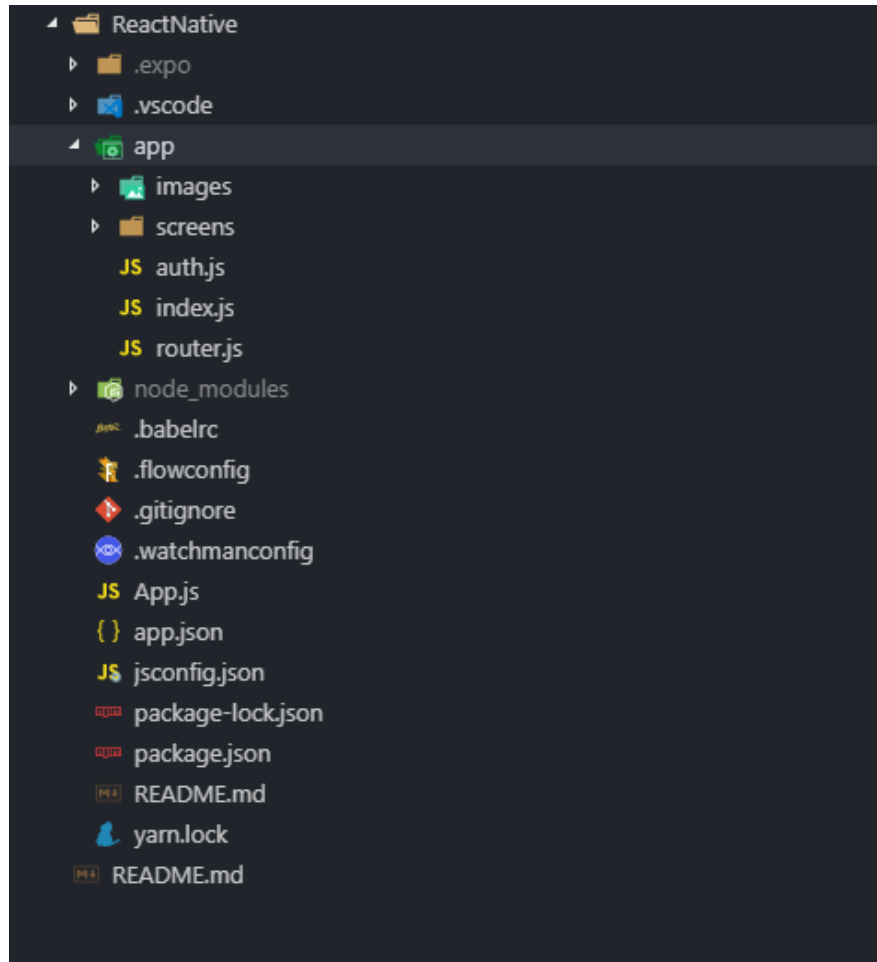 ReactNative
.expo
.vscode
app
images
screens
JS auth.js
JS index.js
JS router.js
node_modules
.babelrc
.flowconfig
.gitignore
.watchmanconfig
JS App.js
{ } app.json
JS jsconfig.json
npm package-lock.json
npm package.json
M↓ README.md
yarn.lock
M↓ README.md